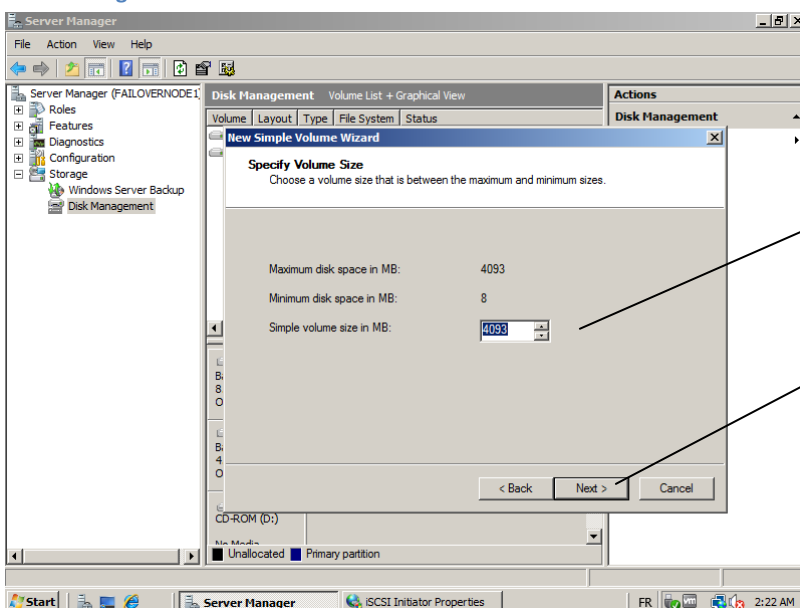 Server Manager
File Action View Help
Server Manager (FAILOVERNODE1
Roles
Features
Diagnostics
Configuration
Storage
Windows Server Backup
Disk Management
Disk Management Volume List + Graphical View
Volume Layout Type File System Status
Actions
Disk Management
New Simple Volume Wizard
Specify Volume Size
Choose a volume size that is between the maximum and minimum sizes.
Maximum disk space in MB: 4093
Minimum disk space in MB: 8
Simple volume size in MB: 4093
< Back Next > Cancel
CD-ROM (D:)
No Media
Unallocated Primary partition
Start Server Manager iSCSI Initiator Properties FR 2:22 AM